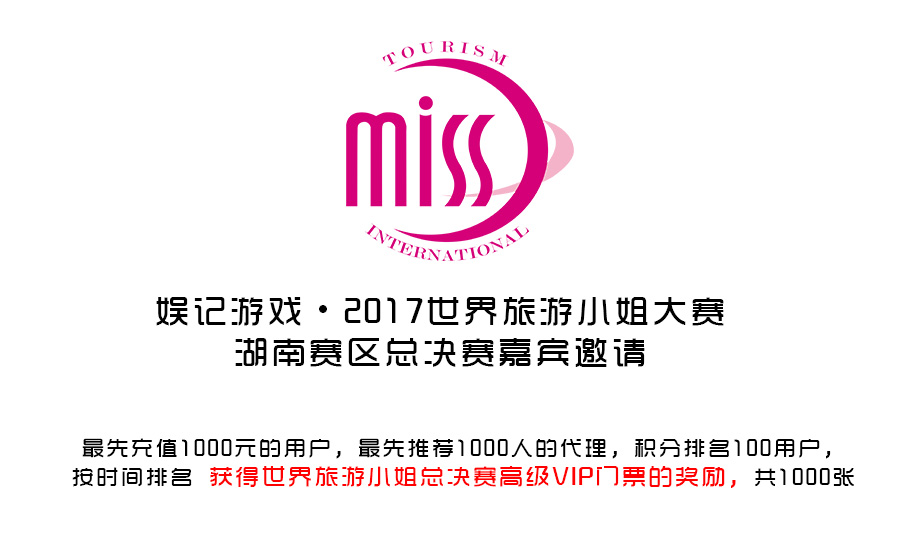 TOURISM
miss
INTERNATIONAL
娱记游戏·2017世界旅游小姐大赛
湖南赛区总决赛嘉宾邀请
最先充值1000元的用户，最先推荐1000人的代理，积分排名100用户，
按时间排名 获得世界旅游小姐总决赛高级VIP门票的奖励，共1000张